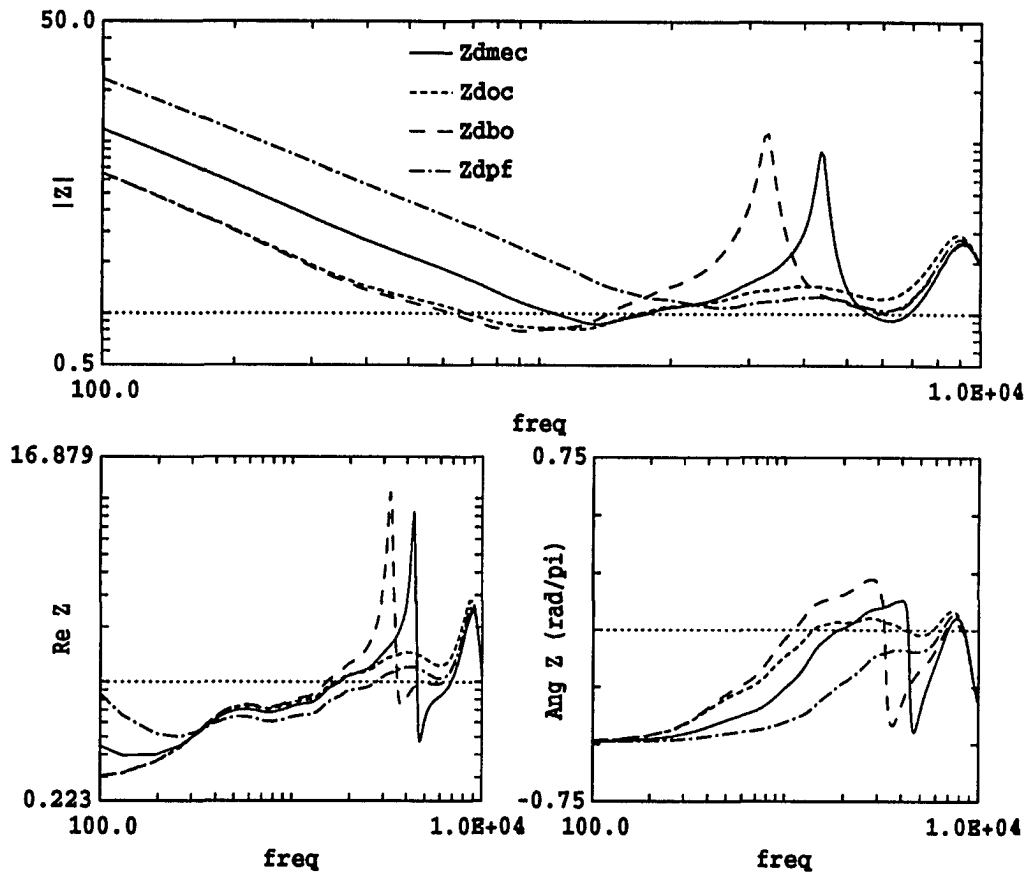 50.0
Zdmec
Zdoc
Zdbo
Zdpf
|Z|
0.5
100.0
1.0E+04
freq
16.879
Re Z
0.223
100.0
1.0E+04
freq
0.75
Ang Z (rad/pi)
-0.75
100.0
1.0E+04
freq